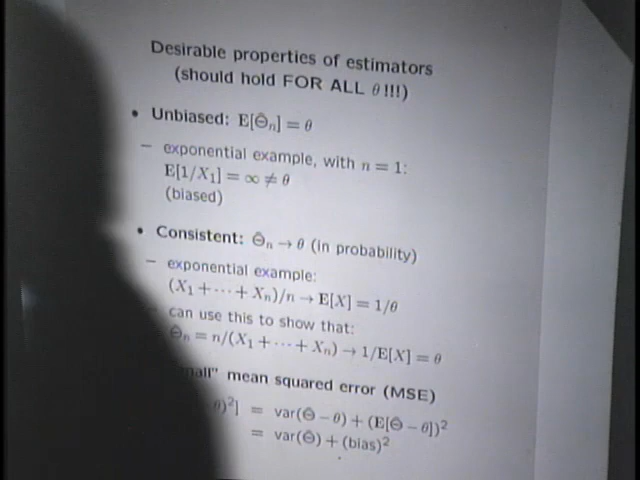 Desirable properties of estimators
(should hold FOR ALL θ !!!)
• Unbiased: E[Θ̂ₙ] = θ
– exponential example, with n = 1:
E[1/X₁] = ∞ ≠ θ
(biased)
• Consistent: Θ̂ₙ → θ (in probability)
– exponential example:
(X₁ + ⋯ + Xₙ)/n → E[X] = 1/θ
can use this to show that:
Θ̂ₙ = n/(X₁ + ⋯ + Xₙ) → 1/E[X] = θ
mean squared error (MSE)
θ)²] = var(Θ̂ − θ) + (E[Θ̂ − θ])²
= var(Θ̂) + (bias)²